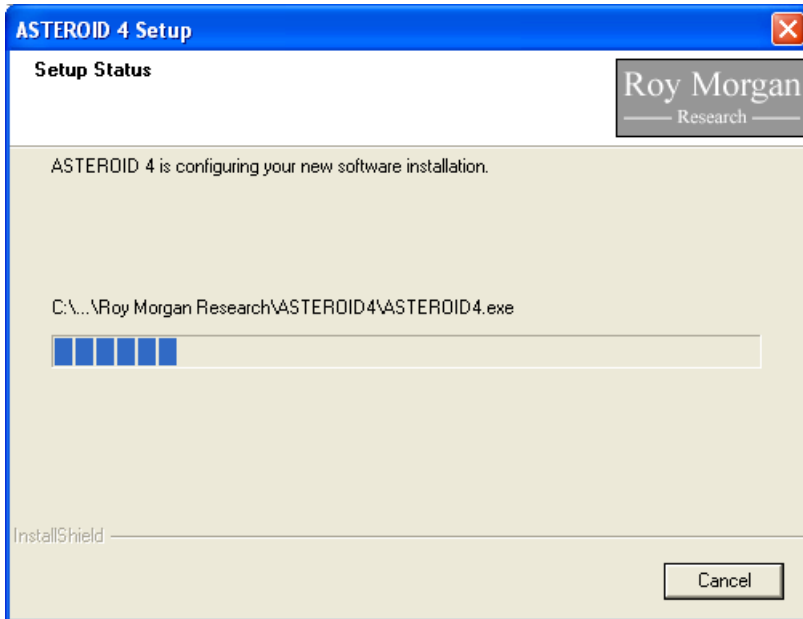 ASTEROID 4 Setup
Setup Status
Roy Morgan
Research
ASTEROID 4 is configuring your new software installation.
C:\...\Roy Morgan Research\ASTEROID4\ASTEROID4.exe
InstallShield
Cancel